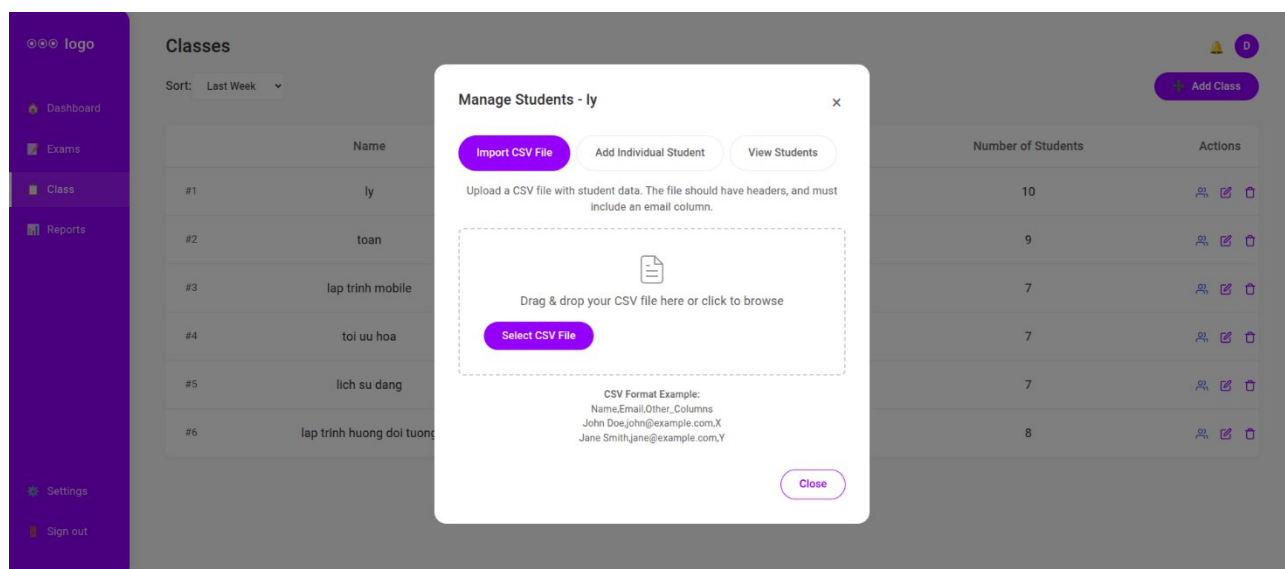 logo
Classes
D
Sort: Last Week
Add Class
Dashboard
Exams
Class
Reports
Settings
Sign out
Name Number of Students Actions
#1 ly 10
#2 toan 9
#3 lap trinh mobile 7
#4 toi uu hoa 7
#5 lich su dang 7
#6 lap trinh huong doi tuong 8
Manage Students - ly
Import CSV File Add Individual Student View Students
Upload a CSV file with student data. The file should have headers, and must
include an email column.
Drag & drop your CSV file here or click to browse
Select CSV File
CSV Format Example:
Name,Email,Other_Columns
John Doe,john@example.com,X
Jane Smith,jane@example.com,Y
Close